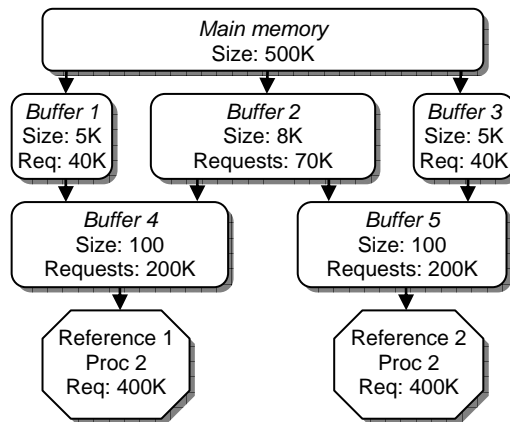 Main memory
Size: 500K
Buffer 1
Size: 5K
Req: 40K
Buffer 2
Size: 8K
Requests: 70K
Buffer 3
Size: 5K
Req: 40K
Buffer 4
Size: 100
Requests: 200K
Buffer 5
Size: 100
Requests: 200K
Reference 1
Proc 2
Req: 400K
Reference 2
Proc 2
Req: 400K